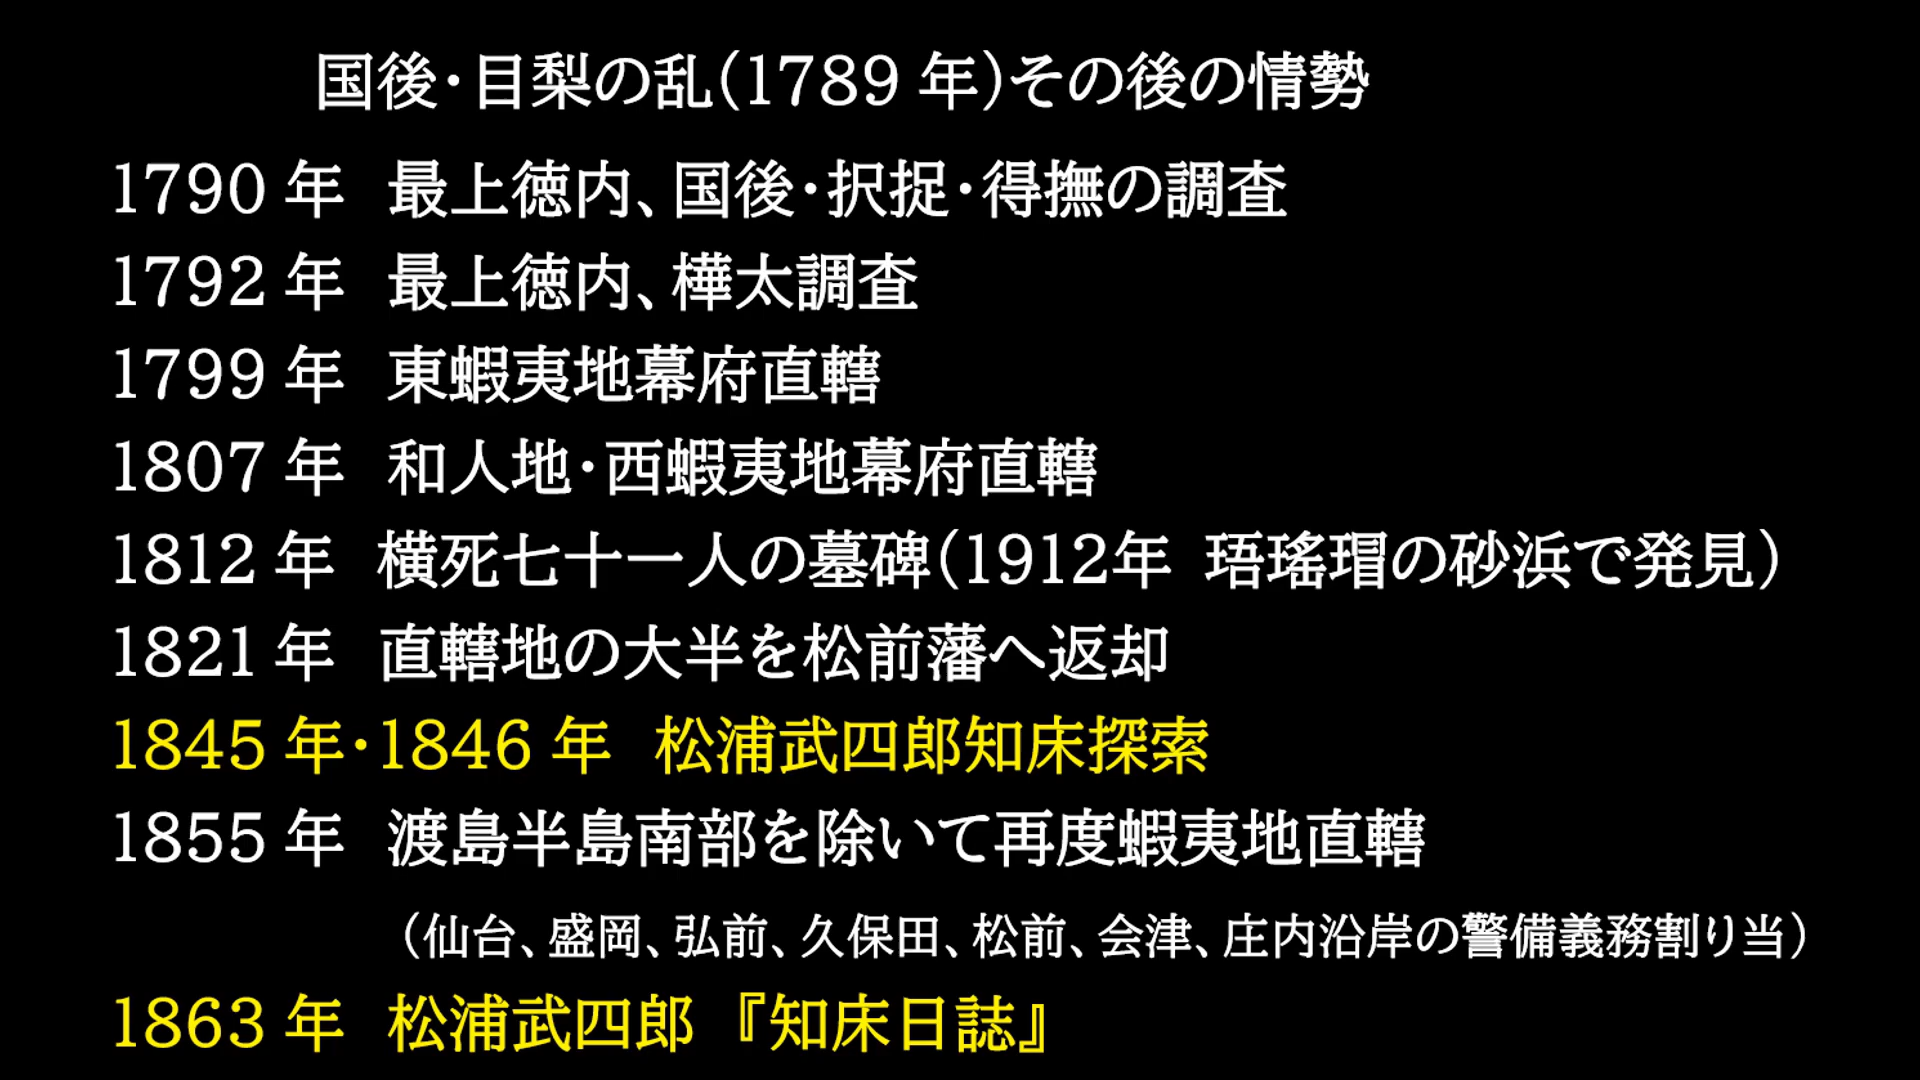 国後・目梨の乱(1789 年)その後の情勢
1790 年 最上徳内、国後・択捉・得撫の調査
1792 年 最上徳内、樺太調査
1799 年 東蝦夷地幕府直轄
1807 年 和人地・西蝦夷地幕府直轄
1812 年 横死七十一人の墓碑(1912年 珸瑤瑁の砂浜で発見)
1821 年 直轄地の大半を松前藩へ返却
1845 年・1846 年 松浦武四郎知床探索
1855 年 渡島半島南部を除いて再度蝦夷地直轄
(仙台、盛岡、弘前、久保田、松前、会津、庄内沿岸の警備義務割り当)
1863 年 松浦武四郎『知床日誌』